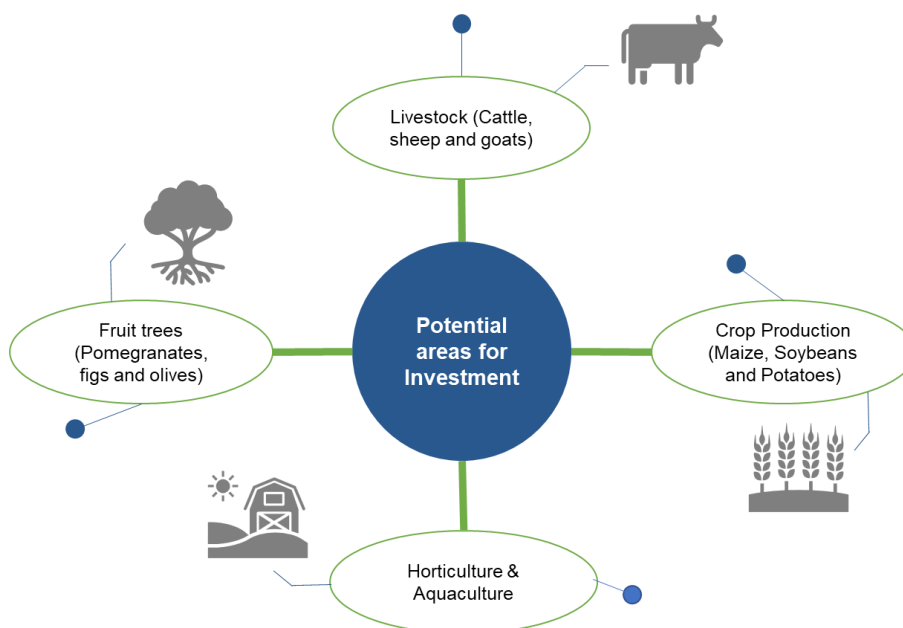 Livestock (Cattle,
sheep and goats)
Fruit trees
(Pomegranates,
figs and olives)
Potential
areas for
Investment
Crop Production
(Maize, Soybeans
and Potatoes)
Horticulture &
Aquaculture